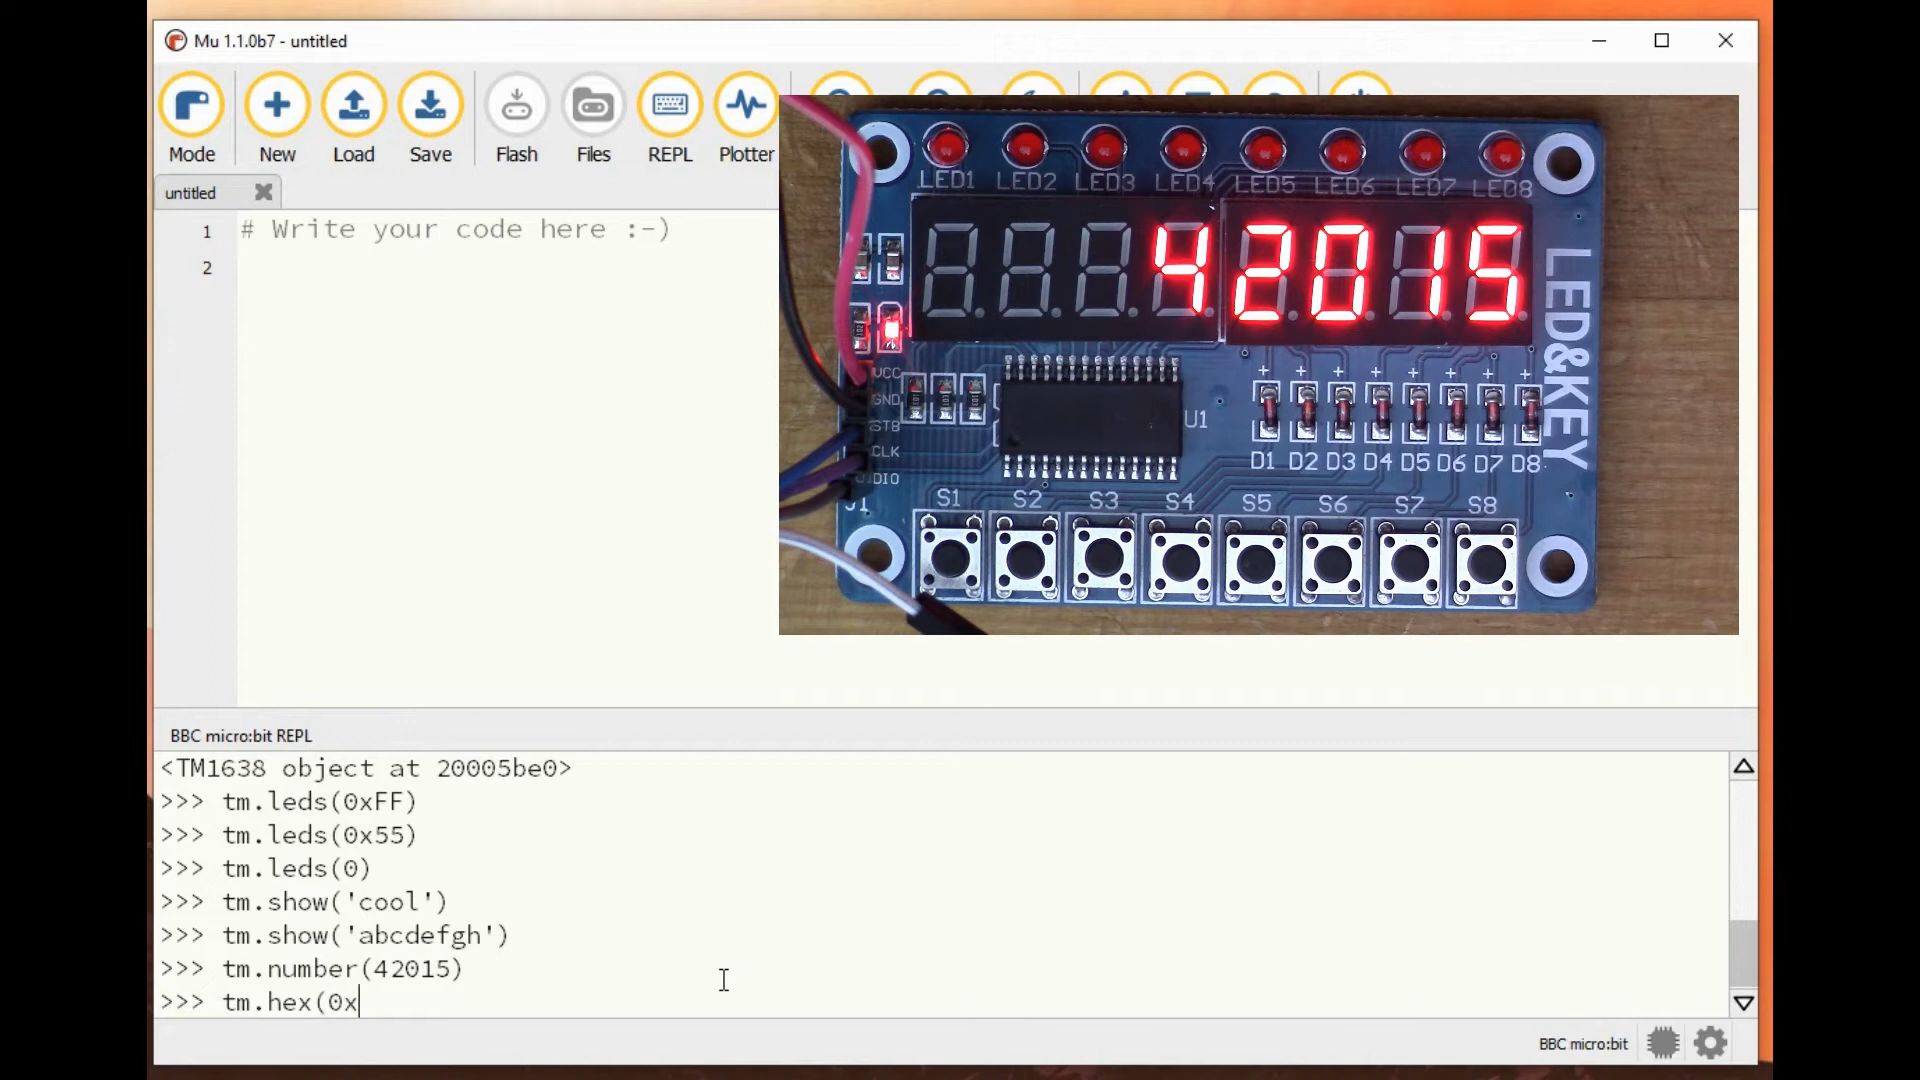 Mu 1.1.0b7 - untitled
Mode New Load Save Flash Files REPL Plotter
untitled
1 # Write your code here :-)
2
LED1 LED2 LED3 LED4 LED5 LED6 LED7 LED8
42015
LED&KEY
VCC
GND
STB
CLK
DIO
J1
U1
D1 D2 D3 D4 D5 D6 D7 D8
S1 S2 S3 S4 S5 S6 S7 S8
BBC micro:bit REPL
<TM1638 object at 20005be0>
>>> tm.leds(0xFF)
>>> tm.leds(0x55)
>>> tm.leds(0)
>>> tm.show('cool')
>>> tm.show('abcdefgh')
>>> tm.number(42015)
>>> tm.hex(0x
BBC micro:bit